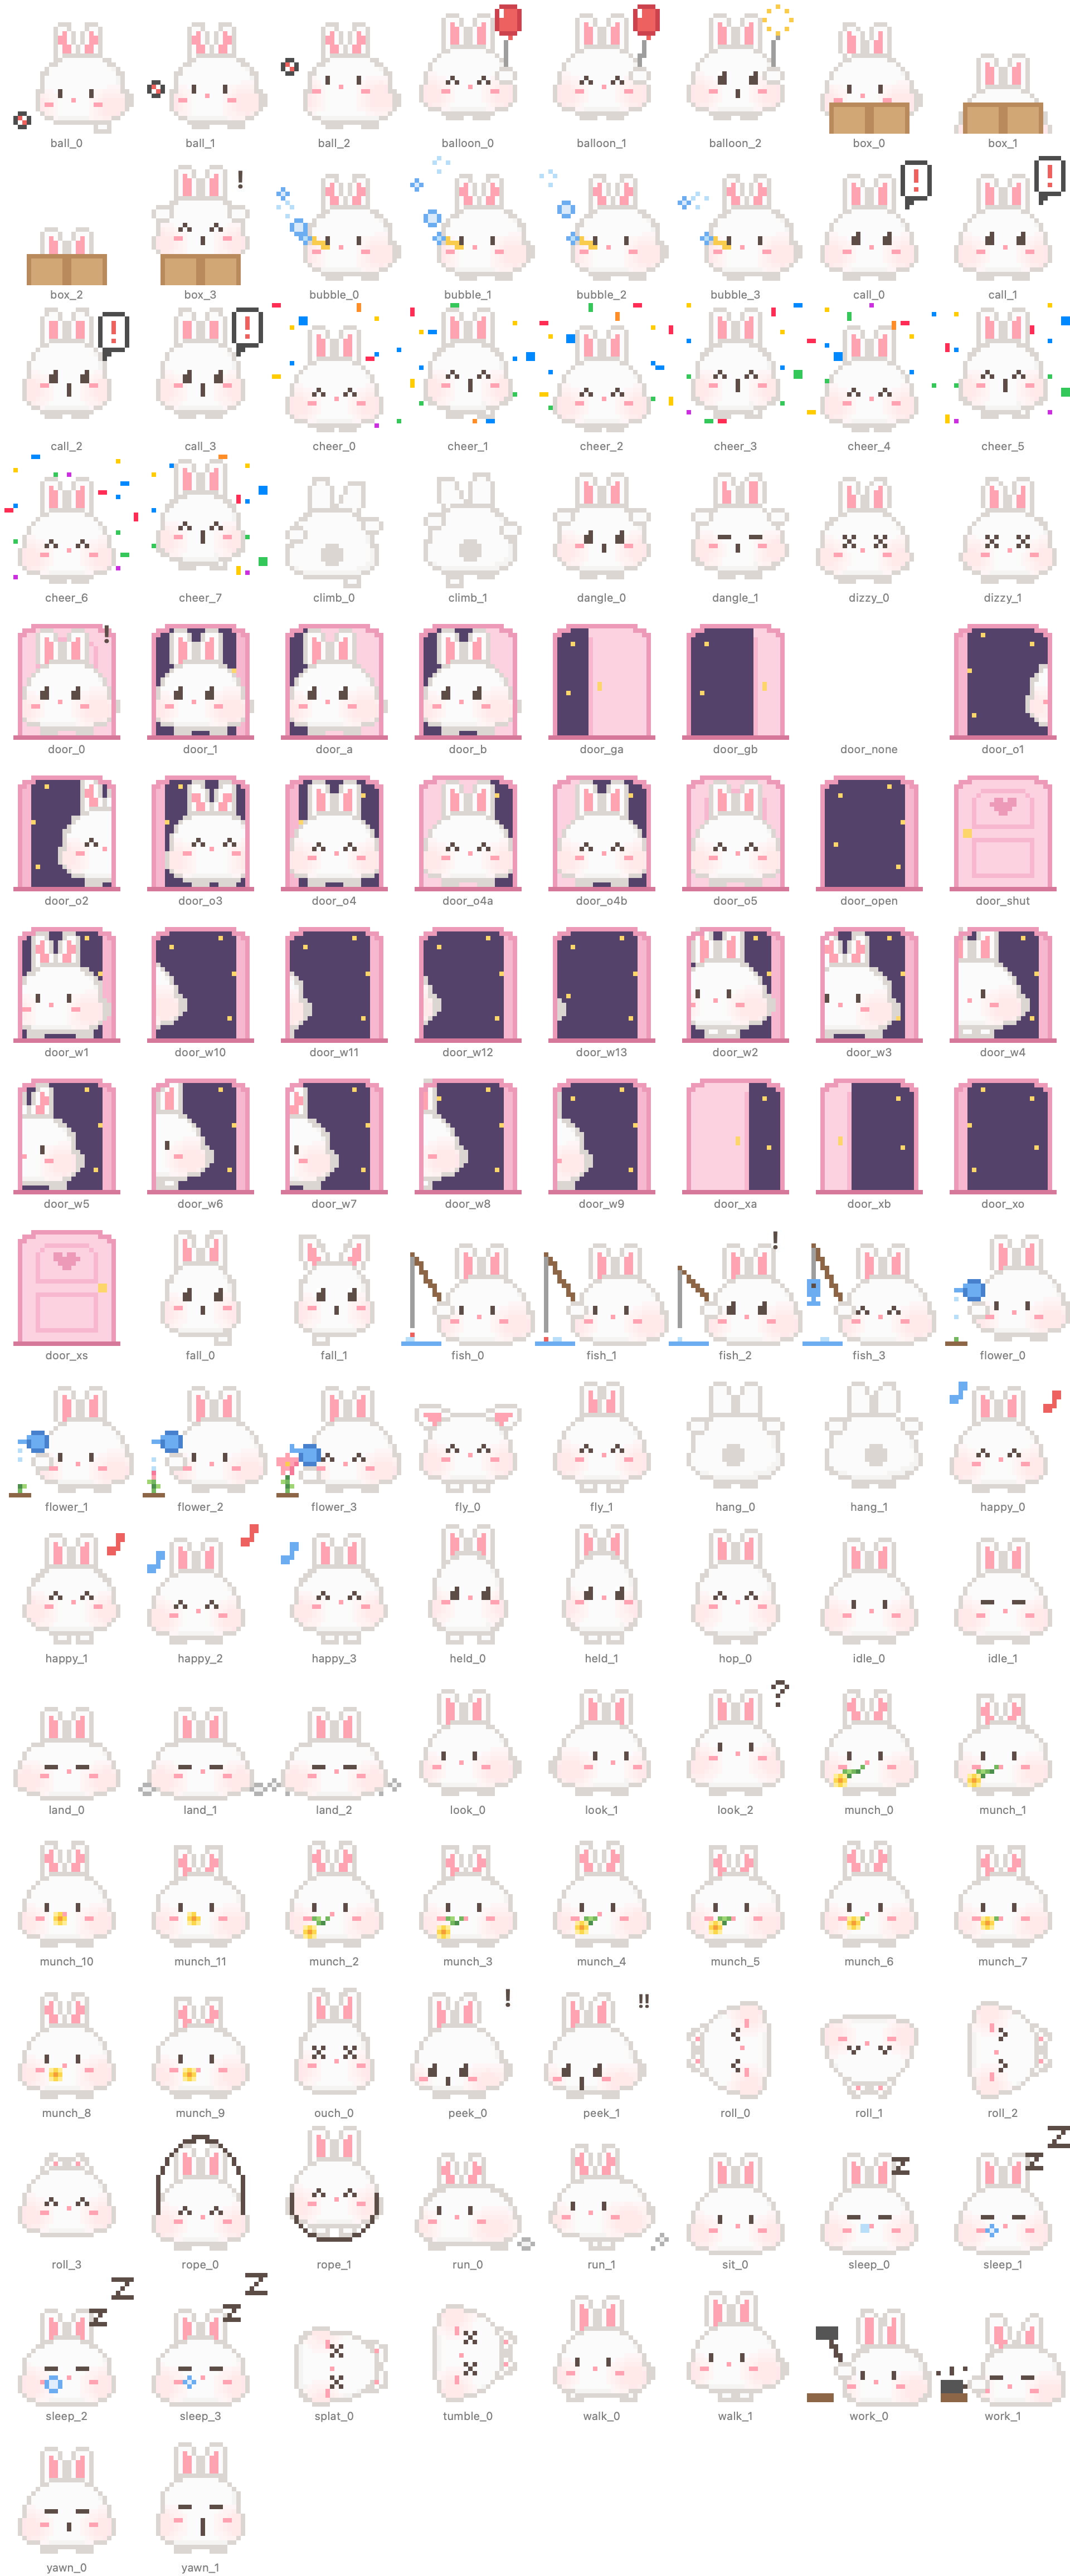 ball_0 ball_1 ball_2 balloon_0 balloon_1 balloon_2 box_0 box_1
!
! !
box_2 box_3 bubble_0 bubble_1 bubble_2 bubble_3 call_0 call_1
! !
call_2 call_3 cheer_0 cheer_1 cheer_2 cheer_3 cheer_4 cheer_5
cheer_6 cheer_7 climb_0 climb_1 dangle_0 dangle_1 dizzy_0 dizzy_1
!
door_0 door_1 door_a door_b door_ga door_gb door_none door_o1
door_o2 door_o3 door_o4 door_o4a door_o4b door_o5 door_open door_shut
door_w1 door_w10 door_w11 door_w12 door_w13 door_w2 door_w3 door_w4
door_w5 door_w6 door_w7 door_w8 door_w9 door_xa door_xb door_xo
!
door_xs fall_0 fall_1 fish_0 fish_1 fish_2 fish_3 flower_0
flower_1 flower_2 flower_3 fly_0 fly_1 hang_0 hang_1 happy_0
happy_1 happy_2 happy_3 held_0 held_1 hop_0 idle_0 idle_1
?
land_0 land_1 land_2 look_0 look_1 look_2 munch_0 munch_1
munch_10 munch_11 munch_2 munch_3 munch_4 munch_5 munch_6 munch_7
! !!
munch_8 munch_9 ouch_0 peek_0 peek_1 roll_0 roll_1 roll_2
Z
Z Z
roll_3 rope_0 rope_1 run_0 run_1 sit_0 sleep_0 sleep_1
Z Z
Z Z
sleep_2 sleep_3 splat_0 tumble_0 walk_0 walk_1 work_0 work_1
yawn_0 yawn_1